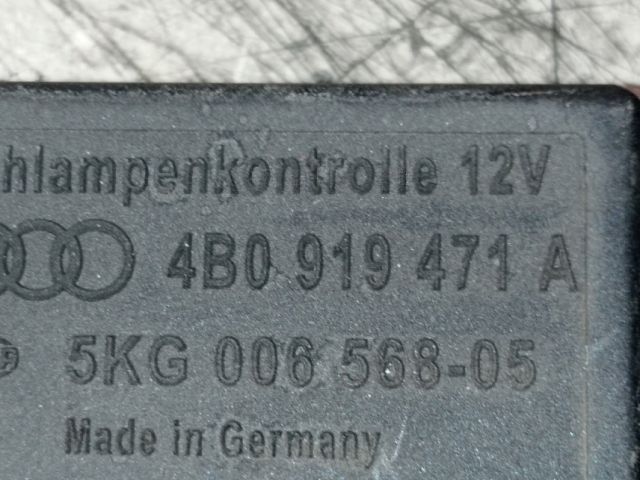 hlampenkontrolle 12V
4B0 919 471 A
5KG 006 568-05
Made in Germany